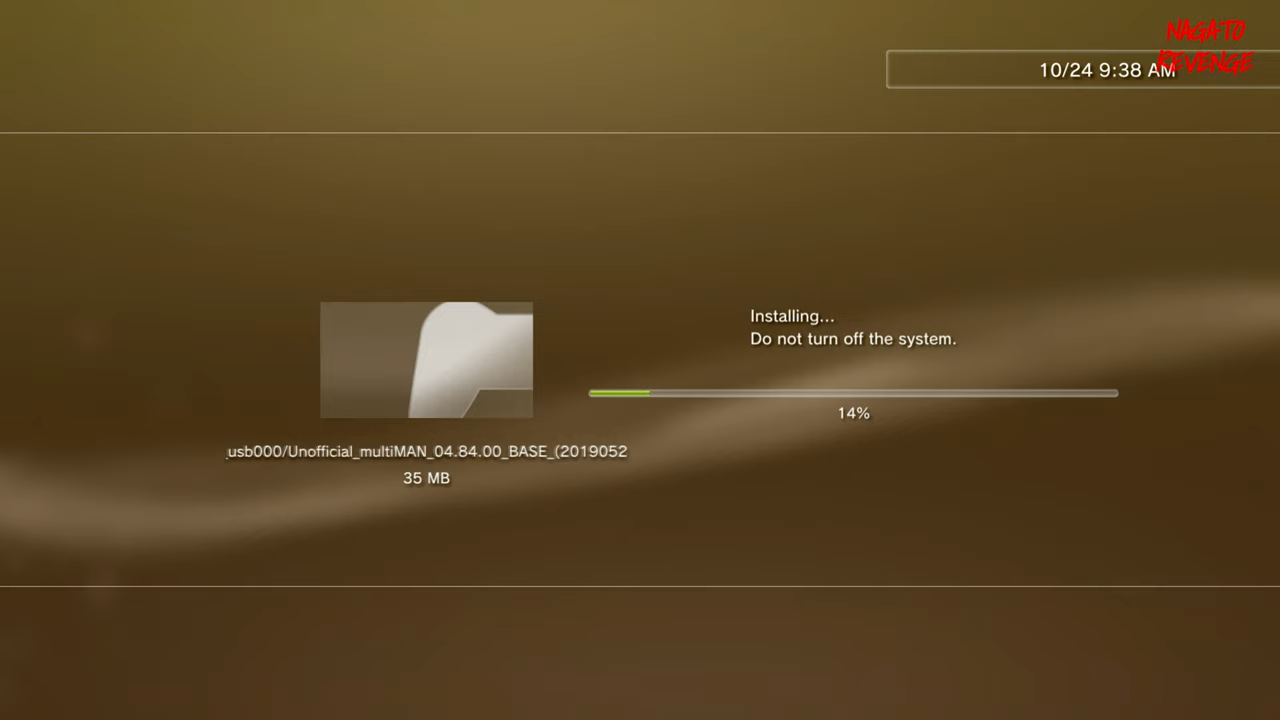 NAGATO
REVENGE
10/24 9:38 AM
Installing...
Do not turn off the system.
14%
_usb000/Unofficial_multiMAN_04.84.00_BASE_(2019052
35 MB